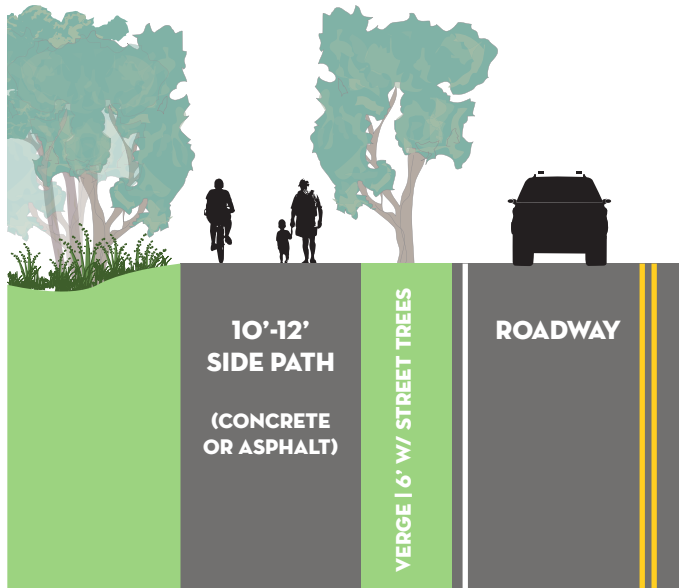 10’-12’
SIDE PATH
(CONCRETE
OR ASPHALT)
VERGE | 6’ W/ STREET TREES
ROADWAY